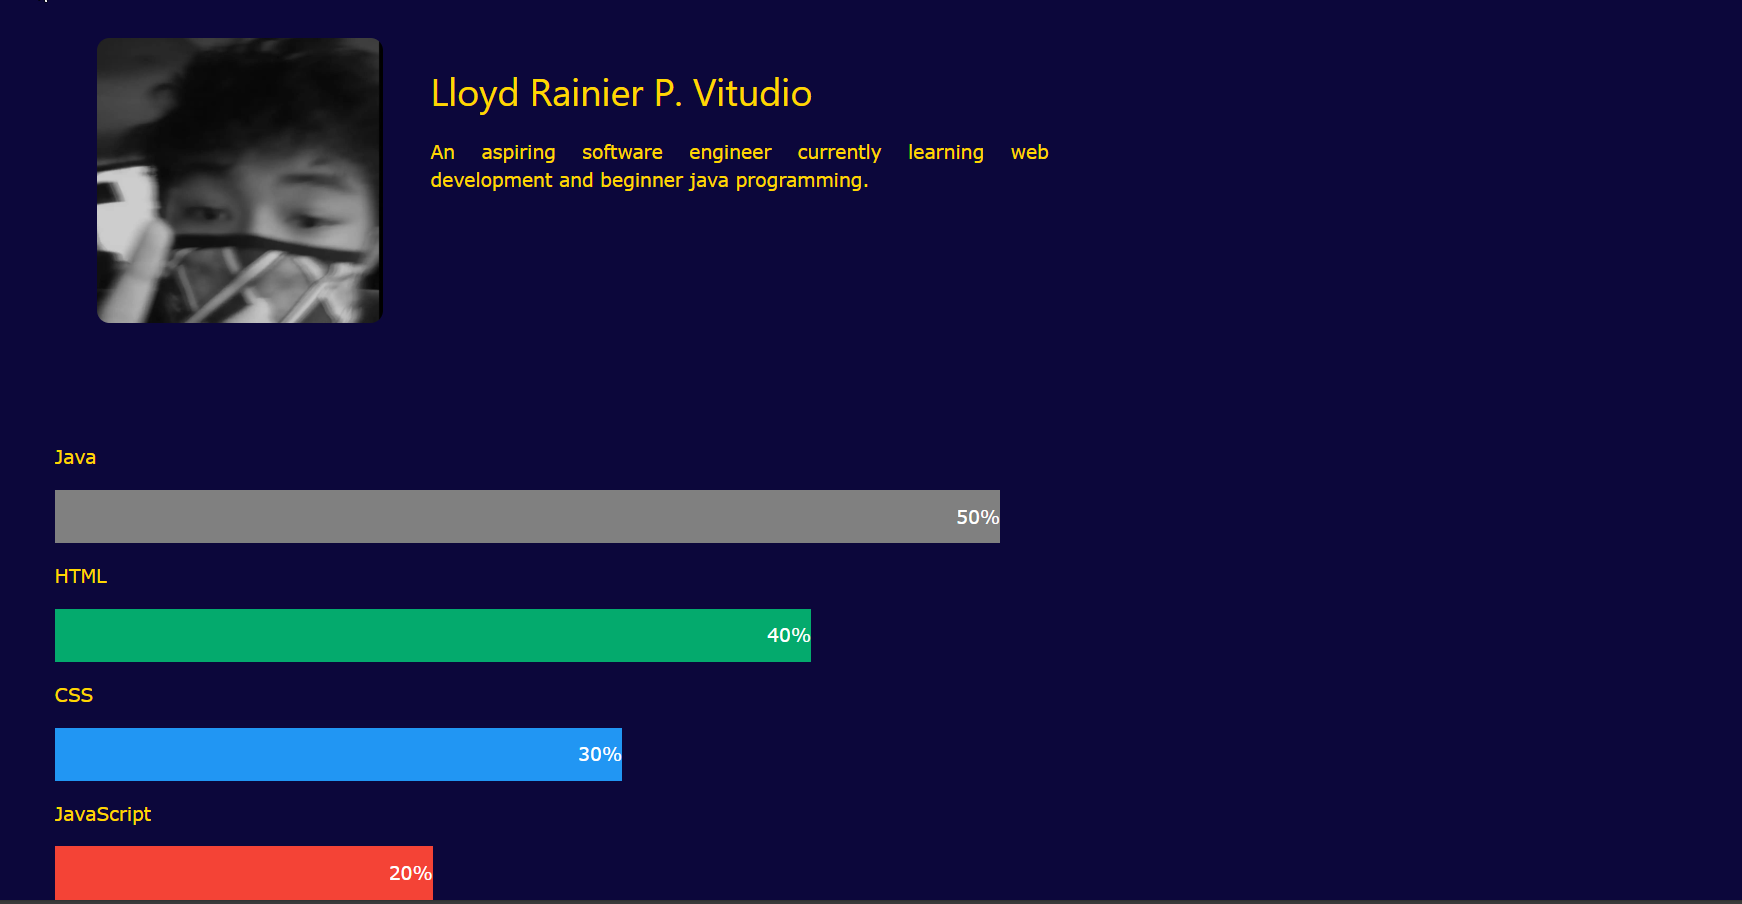 Lloyd Rainier P. Vitudio
An aspiring software engineer currently learning web
development and beginner java programming.
Java
50%
HTML
40%
CSS
30%
JavaScript
20%